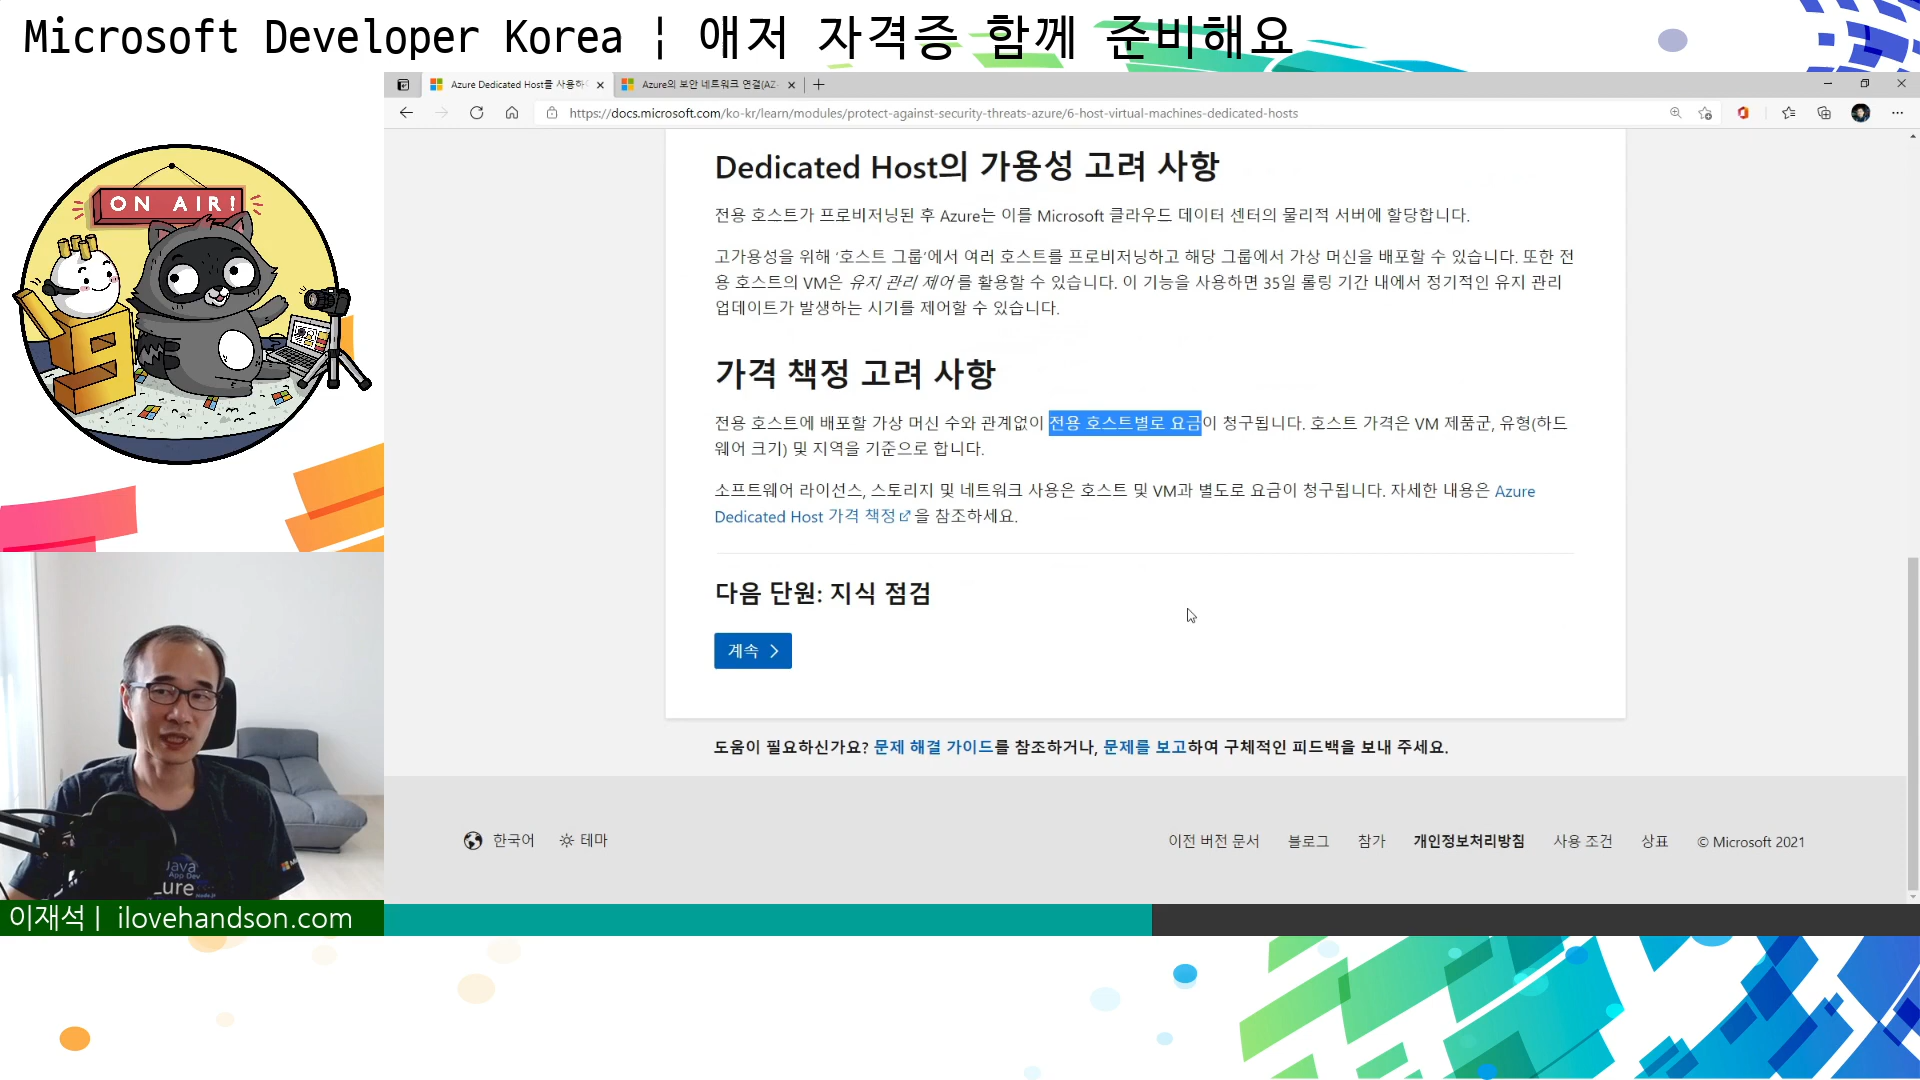 Microsoft Developer Korea | 애저 자격증 함께 준비해요
ON AIR!
Azure Dedicated Host를 사용하
Azure의 보안 네트워크 연결(AZ-
https://docs.microsoft.com/ko-kr/learn/modules/protect-against-security-threats-azure/6-host-virtual-machines-dedicated-hosts
Dedicated Host의 가용성 고려 사항
전용 호스트가 프로비저닝된 후 Azure는 이를 Microsoft 클라우드 데이터 센터의 물리적 서버에 할당합니다.
고가용성을 위해 '호스트 그룹'에서 여러 호스트를 프로비저닝하고 해당 그룹에서 가상 머신을 배포할 수 있습니다. 또한 전
용 호스트의 VM은 유지 관리 제어를 활용할 수 있습니다. 이 기능을 사용하면 35일 롤링 기간 내에서 정기적인 유지 관리
업데이트가 발생하는 시기를 제어할 수 있습니다.
가격 책정 고려 사항
전용 호스트에 배포할 가상 머신 수와 관계없이 전용 호스트별로 요금이 청구됩니다. 호스트 가격은 VM 제품군, 유형(하드
웨어 크기) 및 지역을 기준으로 합니다.
소프트웨어 라이선스, 스토리지 및 네트워크 사용은 호스트 및 VM과 별도로 요금이 청구됩니다. 자세한 내용은 Azure
Dedicated Host 가격 책정을 참조하세요.
다음 단원: 지식 점검
계속
도움이 필요하신가요? 문제 해결 가이드를 참조하거나, 문제를 보고하여 구체적인 피드백을 보내 주세요.
한국어 테마
이전 버전 문서 블로그 참가 개인정보처리방침 사용 조건 상표 © Microsoft 2021
Java
App Dev
이재석 | ilovehandson.com